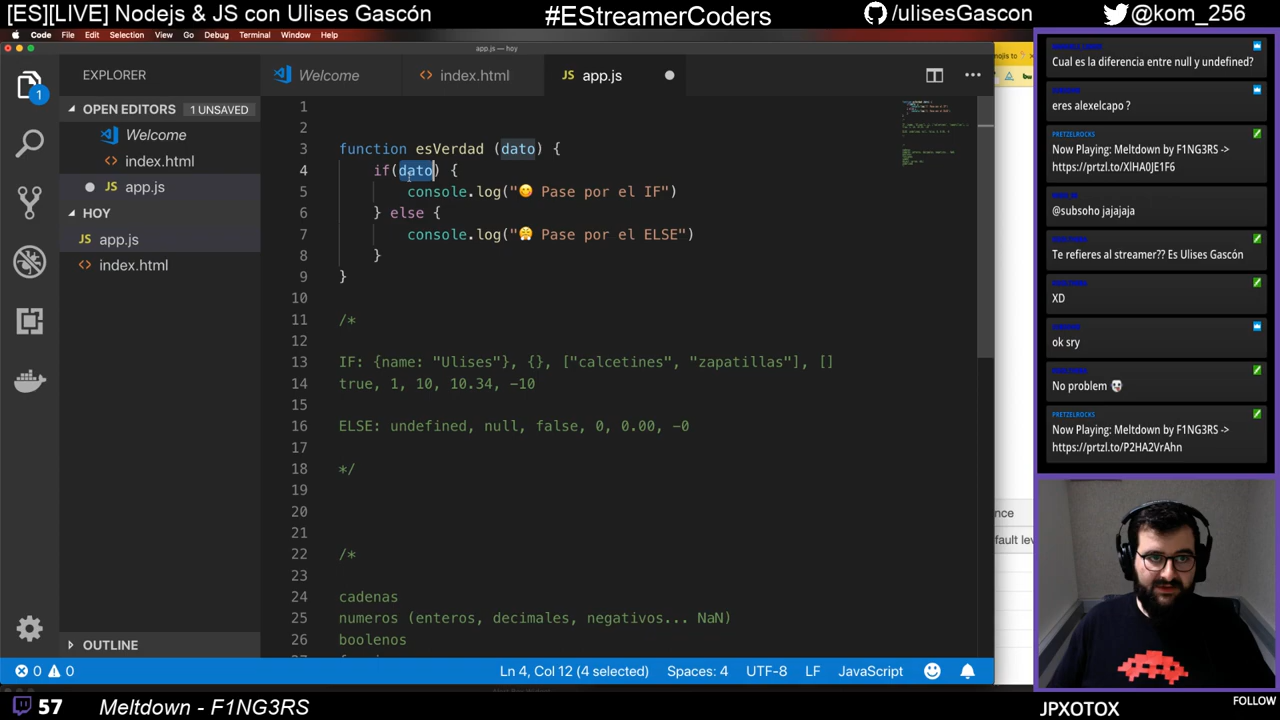 [ES][LIVE] Nodejs & JS con Ulises Gascón
#EStreamerCoders
/ulisesGascon
@kom_256
Code File Edit Selection View Go Debug Terminal Window Help
app.js — hoy
EXPLORER
OPEN EDITORS 1 UNSAVED
Welcome
index.html
app.js
HOY
JS app.js
index.html
OUTLINE
1
Welcome
index.html
JS app.js
1
2
3 function esVerdad (dato) {
4 if(dato) {
5 console.log("😋 Pase por el IF")
6 } else {
7 console.log("😤 Pase por el ELSE")
8 }
9 }
10
11 /*
12
13 IF: {name: "Ulises"}, {}, ["calcetines", "zapatillas"], []
14 true, 1, 10, 10.34, -10
15
16 ELSE: undefined, null, false, 0, 0.00, -0
17
18 */
19
20
21
22 /*
23
24 cadenas
25 numeros (enteros, decimales, negativos... NaN)
26 boolenos
0 0
Ln 4, Col 12 (4 selected) Spaces: 4 UTF-8 LF JavaScript
Cual es la diferencia entre null y undefined?
eres alexelcapo ?
PRETZELROCKS
Now Playing: Meltdown by F1NG3RS ->
https://prtzl.to/XlHA0JE1F6
@subsoho jajajaja
Te refieres al streamer?? Es Ulises Gascón
XD
ok sry
No problem
PRETZELROCKS
Now Playing: Meltdown by F1NG3RS ->
https://prtzl.to/P2HA2VrAhn
57 Meltdown - F1NG3RS
JPXOTOX FOLLOW